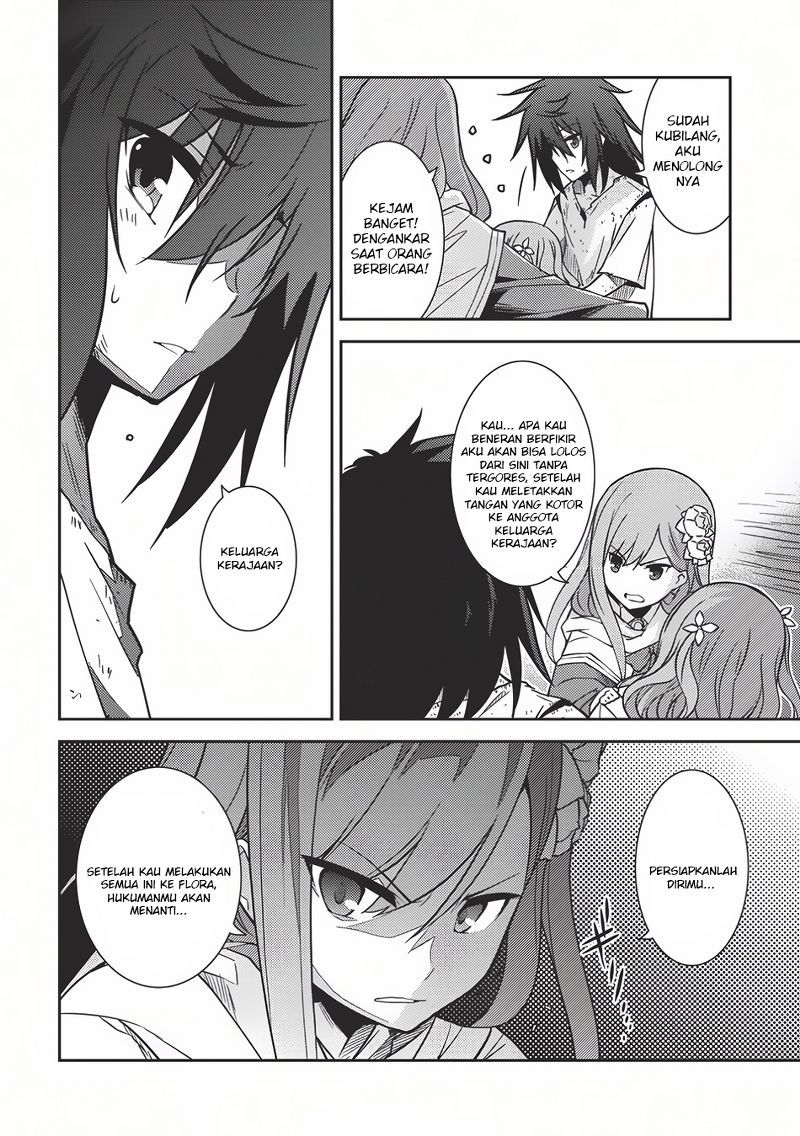 SUDAH
KUBILANG,
AKU
MENOLONG
NYA
KEJAM
BANGET!
DENGANKAR
SAAT ORANG
BERBICARA!
KAU... APA KAU
BENERAN BERFIKIR
AKU AKAN BISA LOLOS
DARI SINI TANPA
TERGORES, SETELAH
KAU MELETAKKAN
TANGAN YANG KOTOR
KE ANGGOTA
KELUARGA
KERAJAAN?
KELUARGA
KERAJAAN?
PERSIAPKANLAH
DIRIMU...
ギギ
SETELAH KAU MELAKUKAN
SEMUA INI KE FLORA,
HUKUMANMU AKAN
MENANTI...